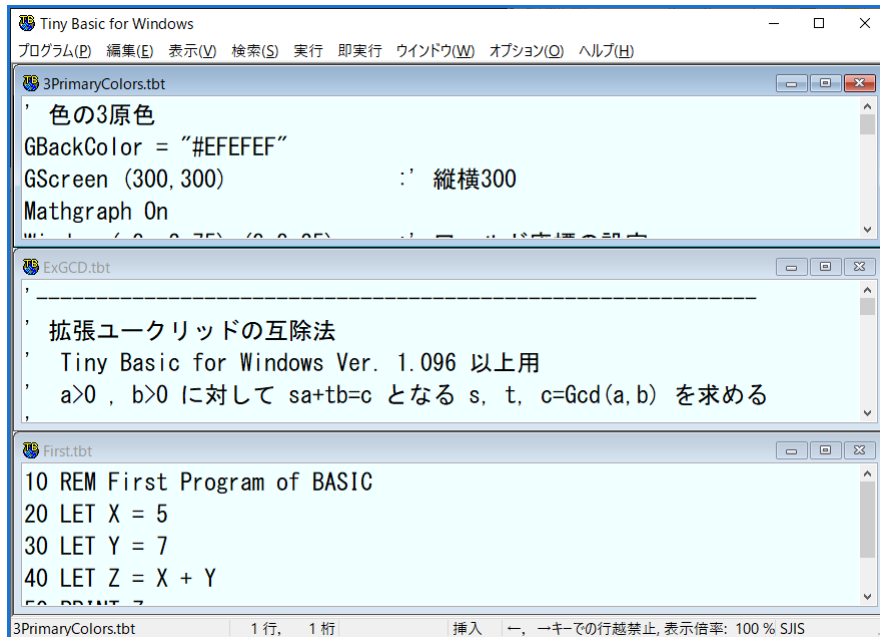 Tiny Basic for Windows
プログラム(P) 編集(E) 表示(V) 検索(S) 実行 即実行 ウインドウ(W) オプション(O) ヘルプ(H)
3PrimaryColors.tbt
' 色の3原色
GBackColor = "#EFEFEF"
GScreen (300,300) :' 縦横300
Mathgraph On
ExGCD.tbt
'------------------------------------------------------------
' 拡張ユークリッドの互除法
' Tiny Basic for Windows Ver. 1.096 以上用
' a>0 , b>0 に対して sa+tb=c となる s, t, c=Gcd(a,b) を求める
'
First.tbt
10 REM First Program of BASIC
20 LET X = 5
30 LET Y = 7
40 LET Z = X + Y
50 PRINT Z
3PrimaryColors.tbt 1 行, 1 桁 挿入 ←, →キーでの行越禁止, 表示倍率: 100 % SJIS